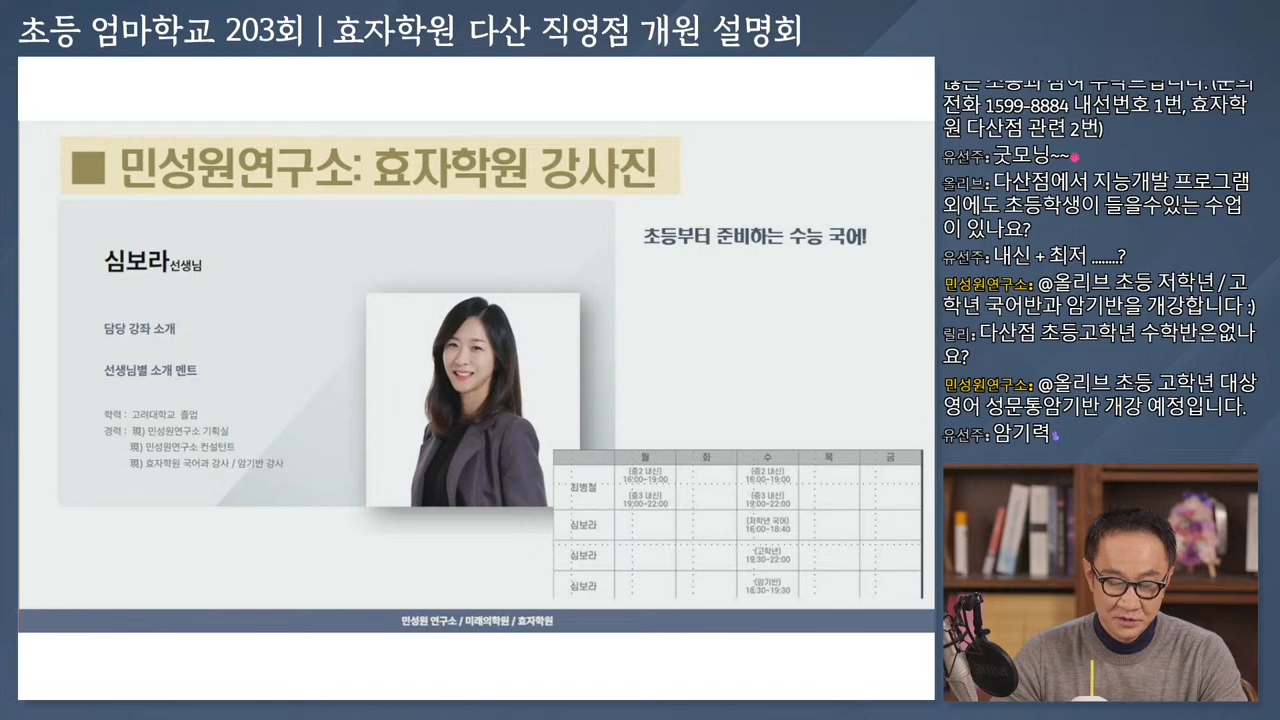 초등 엄마학교 203회 | 효자학원 다산 직영점 개원 설명회
■ 민성원연구소: 효자학원 강사진
심보라선생님
담당 강좌 소개
선생님별 소개 멘트
학력 : 고려대학교 졸업
경력 : 現) 민성원연구소 기획실
現) 민성원연구소 컨설턴트
現) 효자학원 국어과 강사 / 암기반 강사
초등부터 준비하는 수능 국어!
월 화 수 목 금
(중2 내신) (중2 내신)
16:00~19:00 16:00~19:00
병철
(중3 내신) (중3 내신)
19:00~22:00 19:00~22:00
심보라 (저학년 국어)
16:00~18:40
심보라 (고학년)
19:30~22:00
심보라 (암기반)
18:30~19:30
민성원 연구소 / 미래의학원 / 효자학원
전화 1599-8884 내선번호 1번, 효자학
원 다산점 관련 2번)
유선주: 굿모닝~~
올리브: 다산점에서 지능개발 프로그램
외에도 초등학생이 들을수있는 수업
이 있나요?
유선주: 내신 + 최저 ........?
민성원연구소: @올리브 초등 저학년 / 고
학년 국어반과 암기반을 개강합니다 :)
릴리: 다산점 초등고학년 수학반은없나
요?
민성원연구소: @올리브 초등 고학년 대상
영어 성문통암기반 개강 예정입니다.
유선주: 암기력